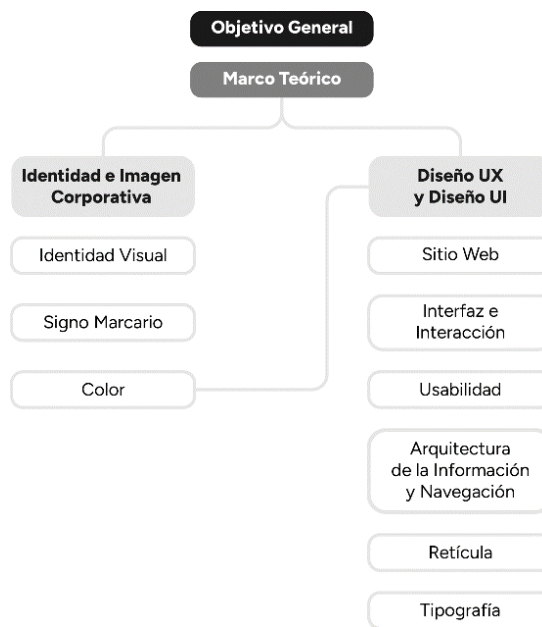 Objetivo General
Marco Teórico
Identidad e Imagen
Corporativa
Identidad Visual
Signo Marcario
Color
Diseño UX
y Diseño UI
Sitio Web
Interfaz e
Interacción
Usabilidad
Arquitectura
de la Información
y Navegación
Retícula
Tipografía